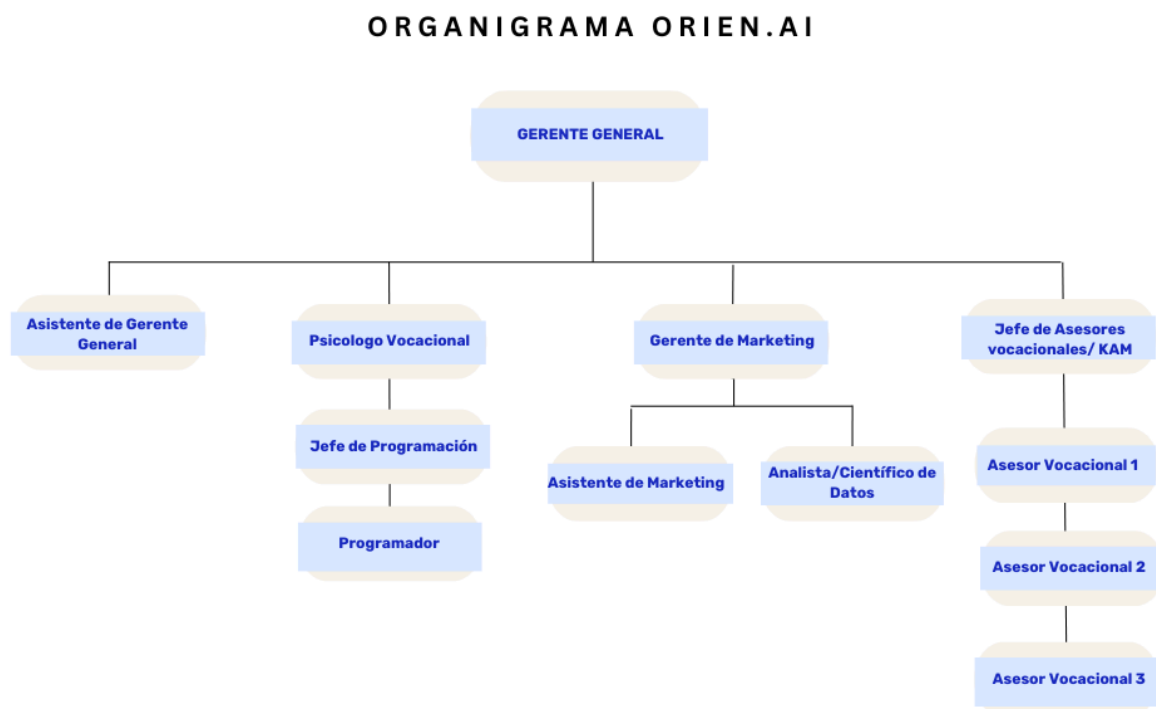 ORGANIGRAMA ORIEN.AI
GERENTE GENERAL
Asistente de Gerente
General
Psicologo Vocacional
Gerente de Marketing
Jefe de Asesores
vocacionales/ KAM
Jefe de Programación
Asistente de Marketing
Analista/Científico de
Datos
Asesor Vocacional 1
Programador
Asesor Vocacional 2
Asesor Vocacional 3